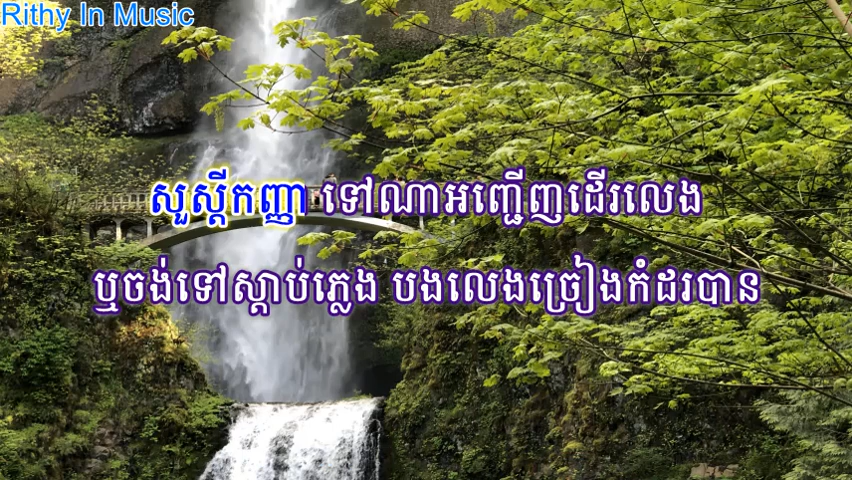 Rithy In Music
សួស្ដីកញ្ញា ទៅណាអញ្ជើញដើរលេង
ឬចង់ទៅស្ដាប់ភ្លេង បងលេងច្រៀងកំដរបាន